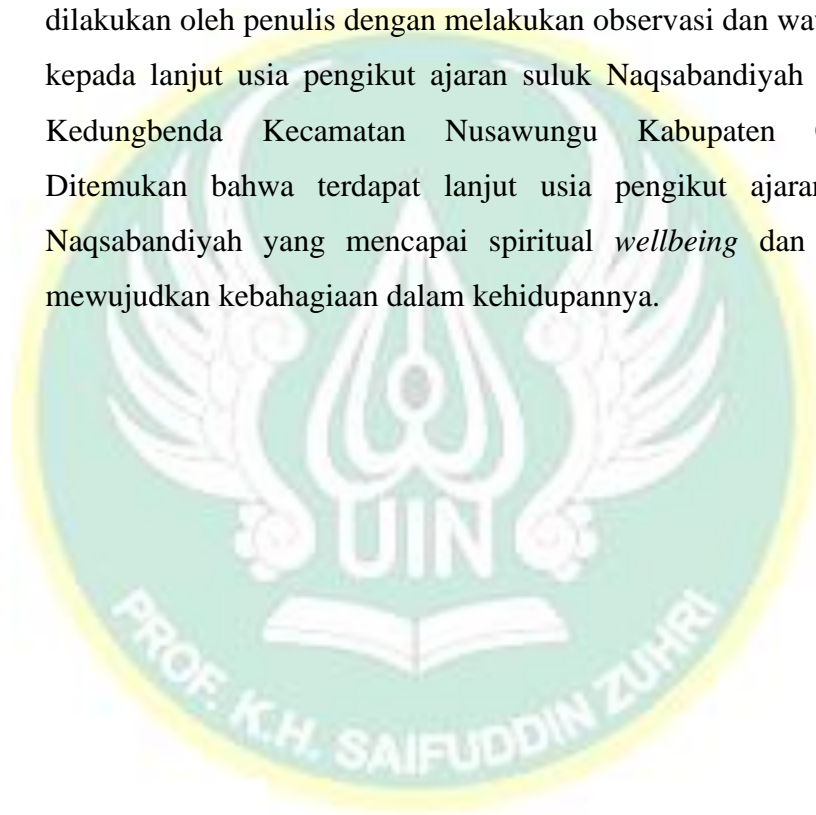 dilakukan oleh penulis dengan melakukan observasi dan
kepada lanjut usia pengikut ajaran suluk Naqsabandiyah
Kedungbenda Kecamatan Nusawungu Kabupaten
Ditemukan bahwa terdapat lanjut usia pengikut ajaran
Naqsabandiyah yang mencapai spiritual wellbeing dan
mewujudkan kebahagiaan dalam kehidupannya.
UIN
PROF. K.H. SAIFUDDIN ZUHRI